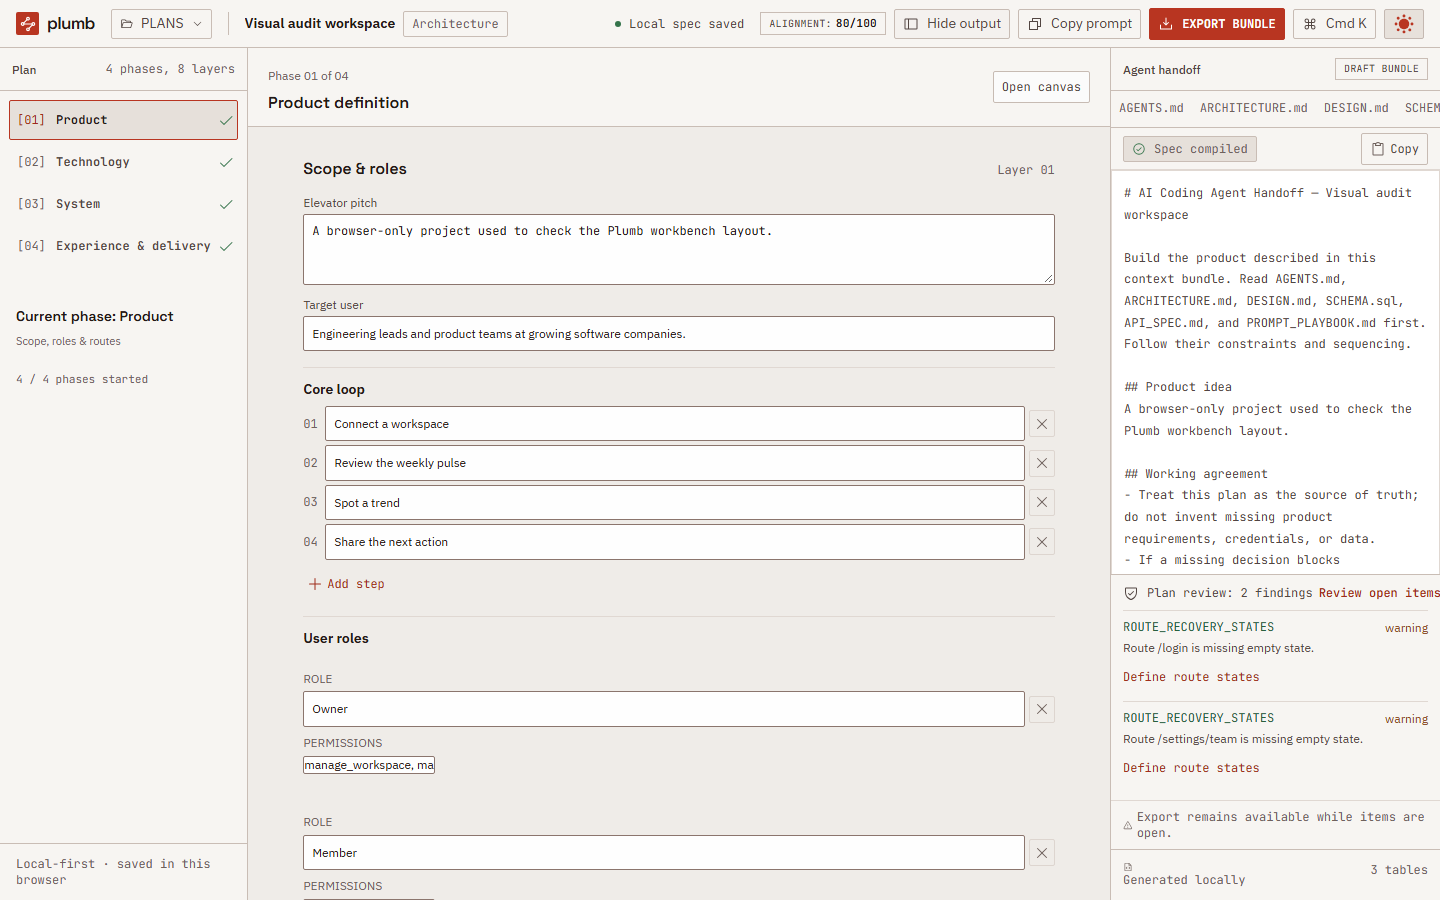 plumb
PLANS
Visual audit workspace
Architecture
Local spec saved
ALIGNMENT: 80/100
Hide output
Copy prompt
EXPORT BUNDLE
⌘ Cmd K
Plan
4 phases, 8 layers
[01] Product
[02] Technology
[03] System
[04] Experience & delivery
Current phase: Product
Scope, roles & routes
4 / 4 phases started
Local-first · saved in this
browser
Phase 01 of 04
Product definition
Open canvas
Scope & roles
Layer 01
Elevator pitch
A browser-only project used to check the Plumb workbench layout.
Target user
Engineering leads and product teams at growing software companies.
Core loop
01 Connect a workspace
02 Review the weekly pulse
03 Spot a trend
04 Share the next action
Add step
User roles
ROLE
Owner
PERMISSIONS
manage_workspace, ma
ROLE
Member
PERMISSIONS
Agent handoff
DRAFT BUNDLE
AGENTS.md ARCHITECTURE.md DESIGN.md SCHEM
Spec compiled
Copy
# AI Coding Agent Handoff — Visual audit
workspace
Build the product described in this
context bundle. Read AGENTS.md,
ARCHITECTURE.md, DESIGN.md, SCHEMA.sql,
API_SPEC.md, and PROMPT_PLAYBOOK.md first.
Follow their constraints and sequencing.
## Product idea
A browser-only project used to check the
Plumb workbench layout.
## Working agreement
- Treat this plan as the source of truth;
do not invent missing product
requirements, credentials, or data.
- If a missing decision blocks
Plan review: 2 findings Review open items
ROUTE_RECOVERY_STATES
warning
Route /login is missing empty state.
Define route states
ROUTE_RECOVERY_STATES
warning
Route /settings/team is missing empty state.
Define route states
Export remains available while items are
open.
Generated locally
3 tables